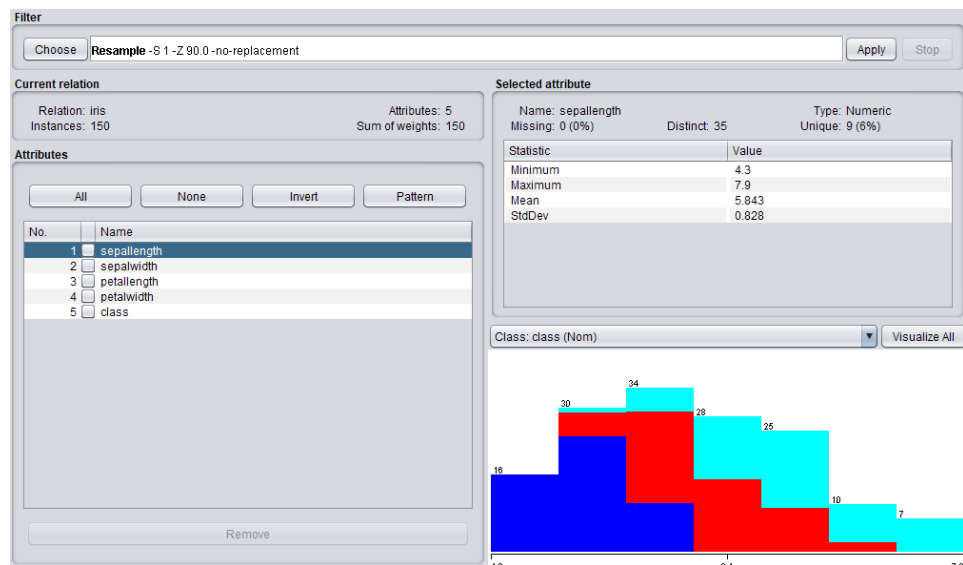 Filter
Choose Resample -S 1 -Z 90.0 -no-replacement Apply Stop
Current relation
Relation: iris Attributes: 5
Instances: 150 Sum of weights: 150
Attributes
All None Invert Pattern
No. Name
1 sepallength
2 sepalwidth
3 petallength
4 petalwidth
5 class
Remove
Selected attribute
Name: sepallength Type: Numeric
Missing: 0 (0%) Distinct: 35 Unique: 9 (6%)
Statistic Value
Minimum 4.3
Maximum 7.9
Mean 5.843
StdDev 0.828
Class: class (Nom) Visualize All
34
30
28
25
16
10
7